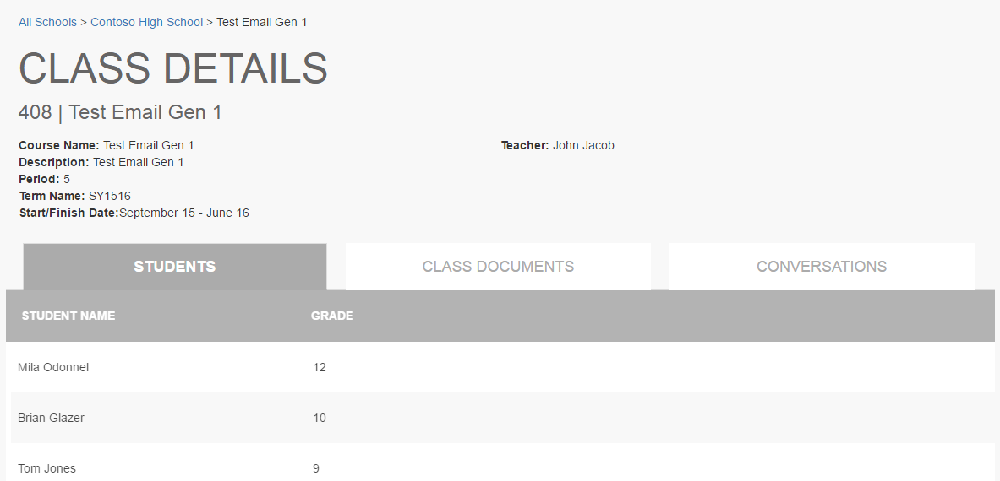 All Schools > Contoso High School > Test Email Gen 1
CLASS DETAILS
408 | Test Email Gen 1
Course Name: Test Email Gen 1
Teacher: John Jacob
Description: Test Email Gen 1
Period: 5
Term Name: SY1516
Start/Finish Date:September 15 - June 16
STUDENTS CLASS DOCUMENTS CONVERSATIONS
STUDENT NAME GRADE
Mila Odonnel 12
Brian Glazer 10
Tom Jones 9